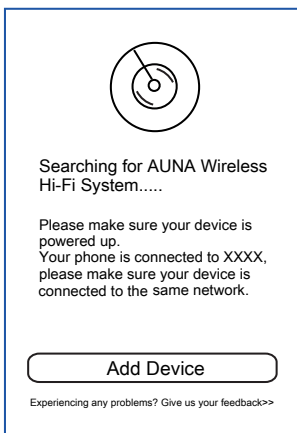 Searching for AUNA Wireless
Hi-Fi System.....
Please make sure your device is
powered up.
Your phone is connected to XXXX,
please make sure your device is
connected to the same network.
Add Device
Experiencing any problems? Give us your feedback>>